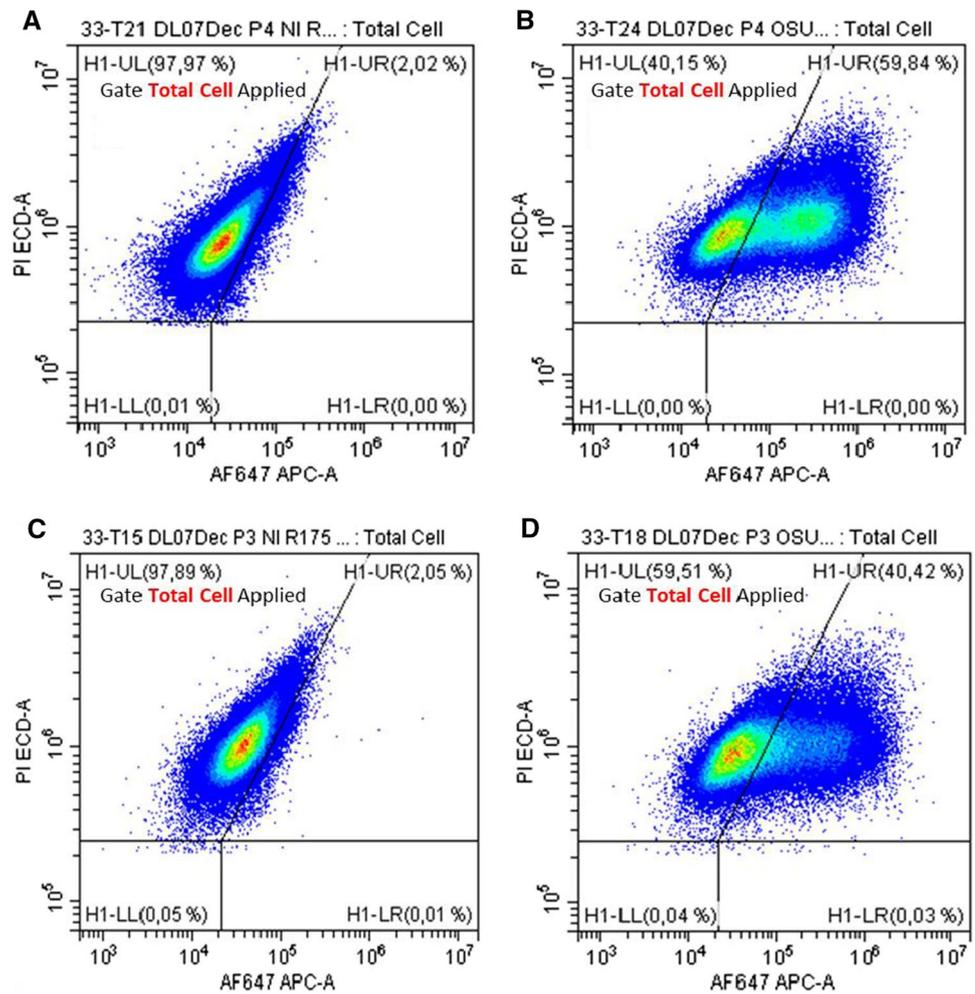 A
33-T21 DL07Dec P4 NI R... : Total Cell
H1-UL(97,97 %)
H1-UR(2,02 %)
Gate Total Cell Applied
10^7
10^6
10^5
PI ECD-A
H1-LL(0,01 %)
H1-LR(0,00 %)
10^3 10^4 10^5 10^6 10^7
AF647 APC-A
B
33-T24 DL07Dec P4 OSU... : Total Cell
H1-UL(40,15 %)
H1-UR(59,84 %)
Gate Total Cell Applied
10^7
10^6
10^5
PI ECD-A
H1-LL(0,00 %)
H1-LR(0,00 %)
10^3 10^4 10^5 10^6 10^7
AF647 APC-A
C
33-T15 DL07Dec P3 NI R175 ... : Total Cell
H1-UL(97,89 %)
H1-UR(2,05 %)
Gate Total Cell Applied
10^7
10^6
10^5
PI ECD-A
H1-LL(0,05 %)
H1-LR(0,01 %)
10^3 10^4 10^5 10^6 10^7
AF647 APC-A
D
33-T18 DL07Dec P3 OSU... : Total Cell
H1-UL(59,51 %)
H1-UR(40,42 %)
Gate Total Cell Applied
10^7
10^6
10^5
PI ECD-A
H1-LL(0,04 %)
H1-LR(0,03 %)
10^3 10^4 10^5 10^6 10^7
AF647 APC-A